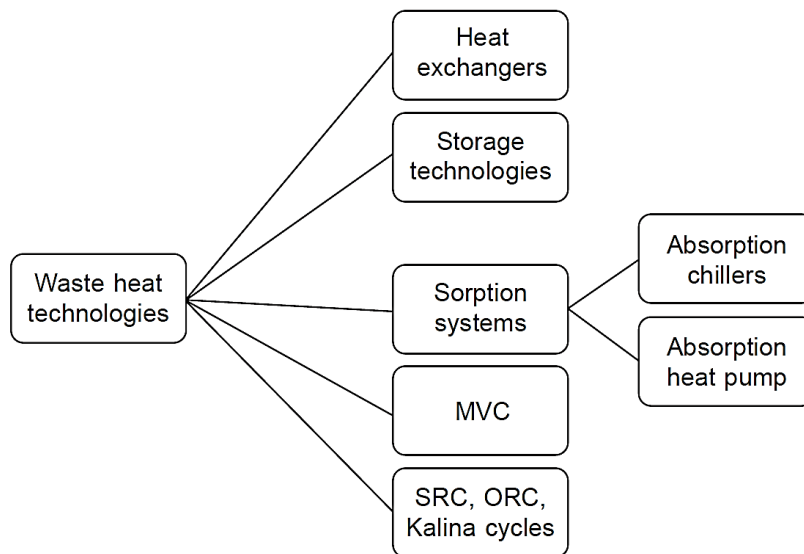 Heat
exchangers
Storage
technologies
Waste heat
technologies
Sorption
systems
Absorption
chillers
Absorption
heat pump
MVC
SRC, ORC,
Kalina cycles